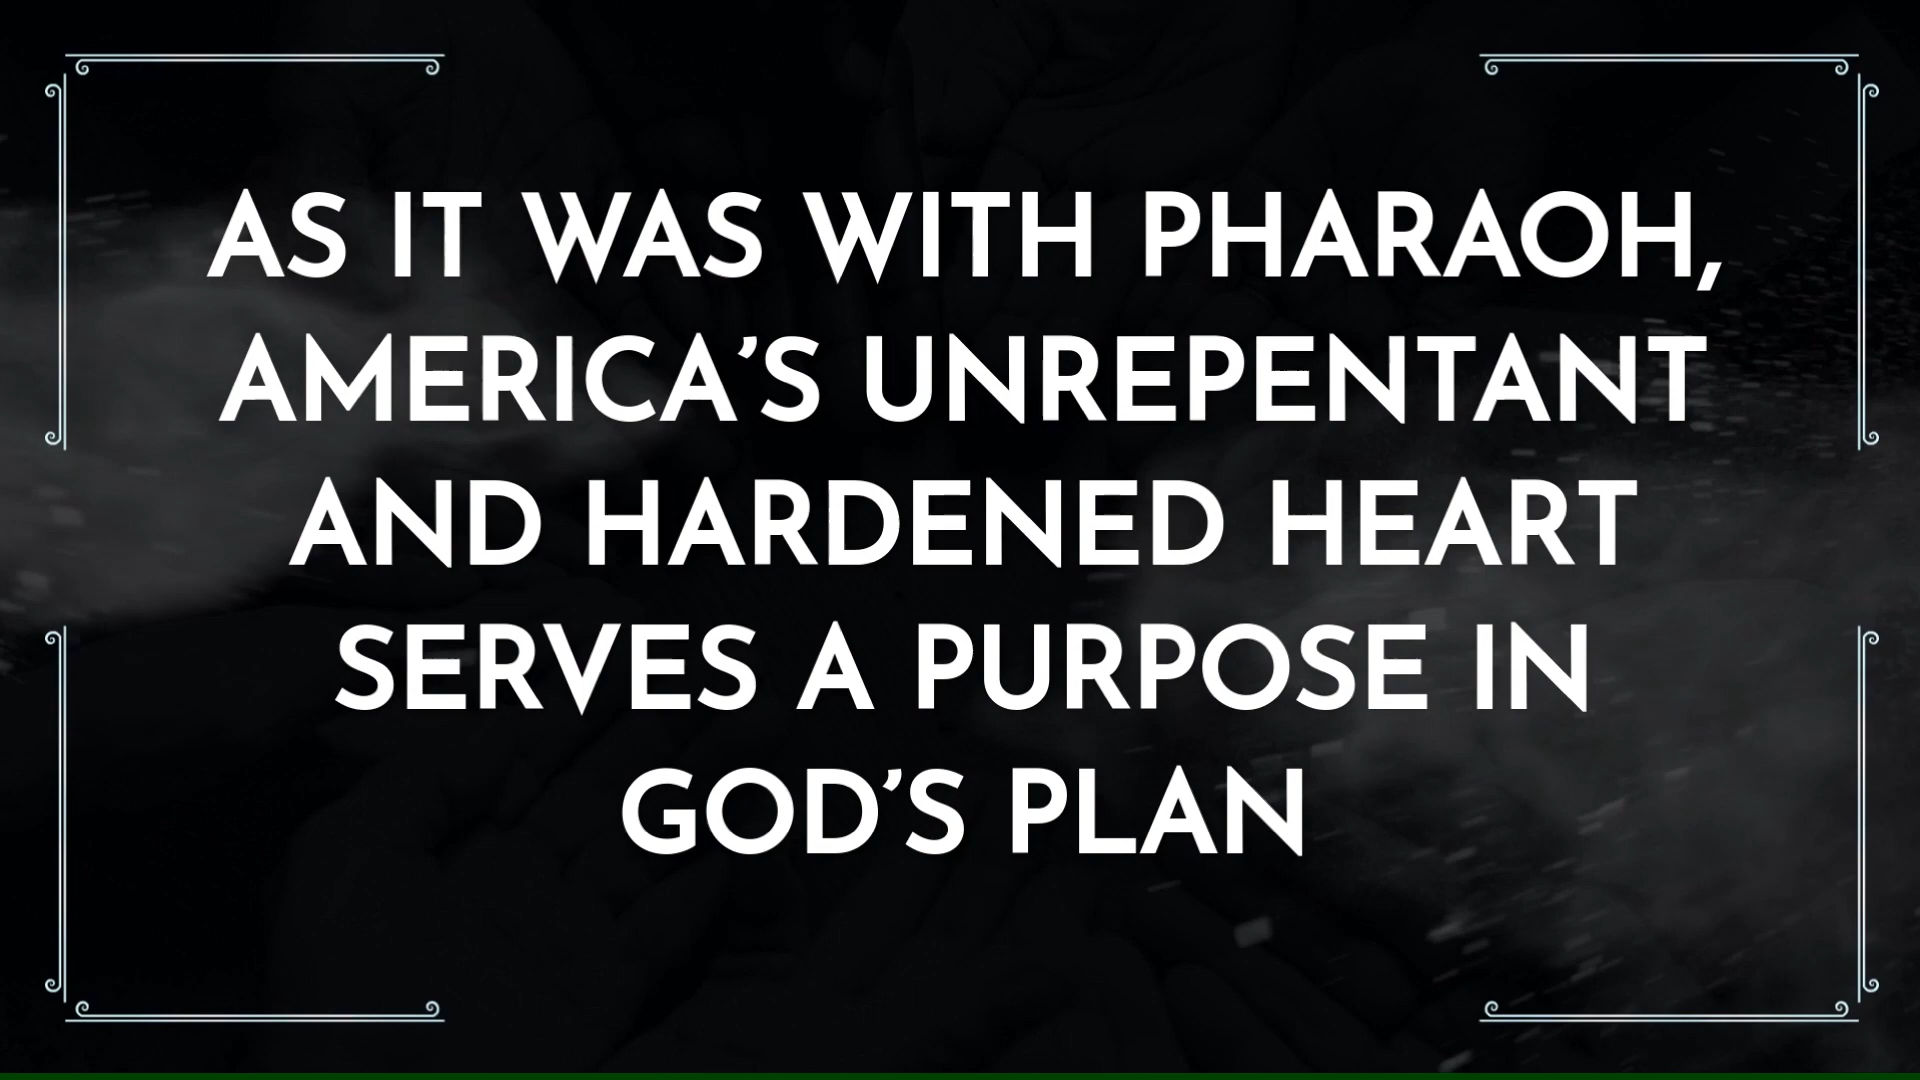 AS IT WAS WITH PHARAOH,
AMERICA’S UNREPENTANT
AND HARDENED HEART
SERVES A PURPOSE IN
GOD’S PLAN